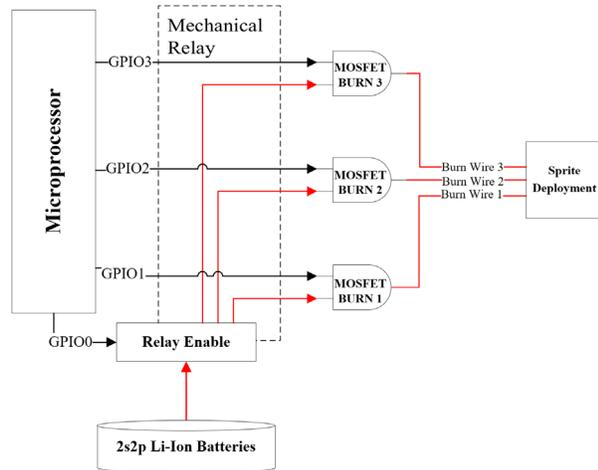 Mechanical
Relay
GPIO3
MOSFET
BURN 3
Microprocessor
GPIO2
MOSFET
BURN 2
Burn Wire 3
Burn Wire 2
Burn Wire 1
Sprite
Deployment
GPIO1
MOSFET
BURN 1
GPIO0
Relay Enable
2s2p Li-Ion Batteries